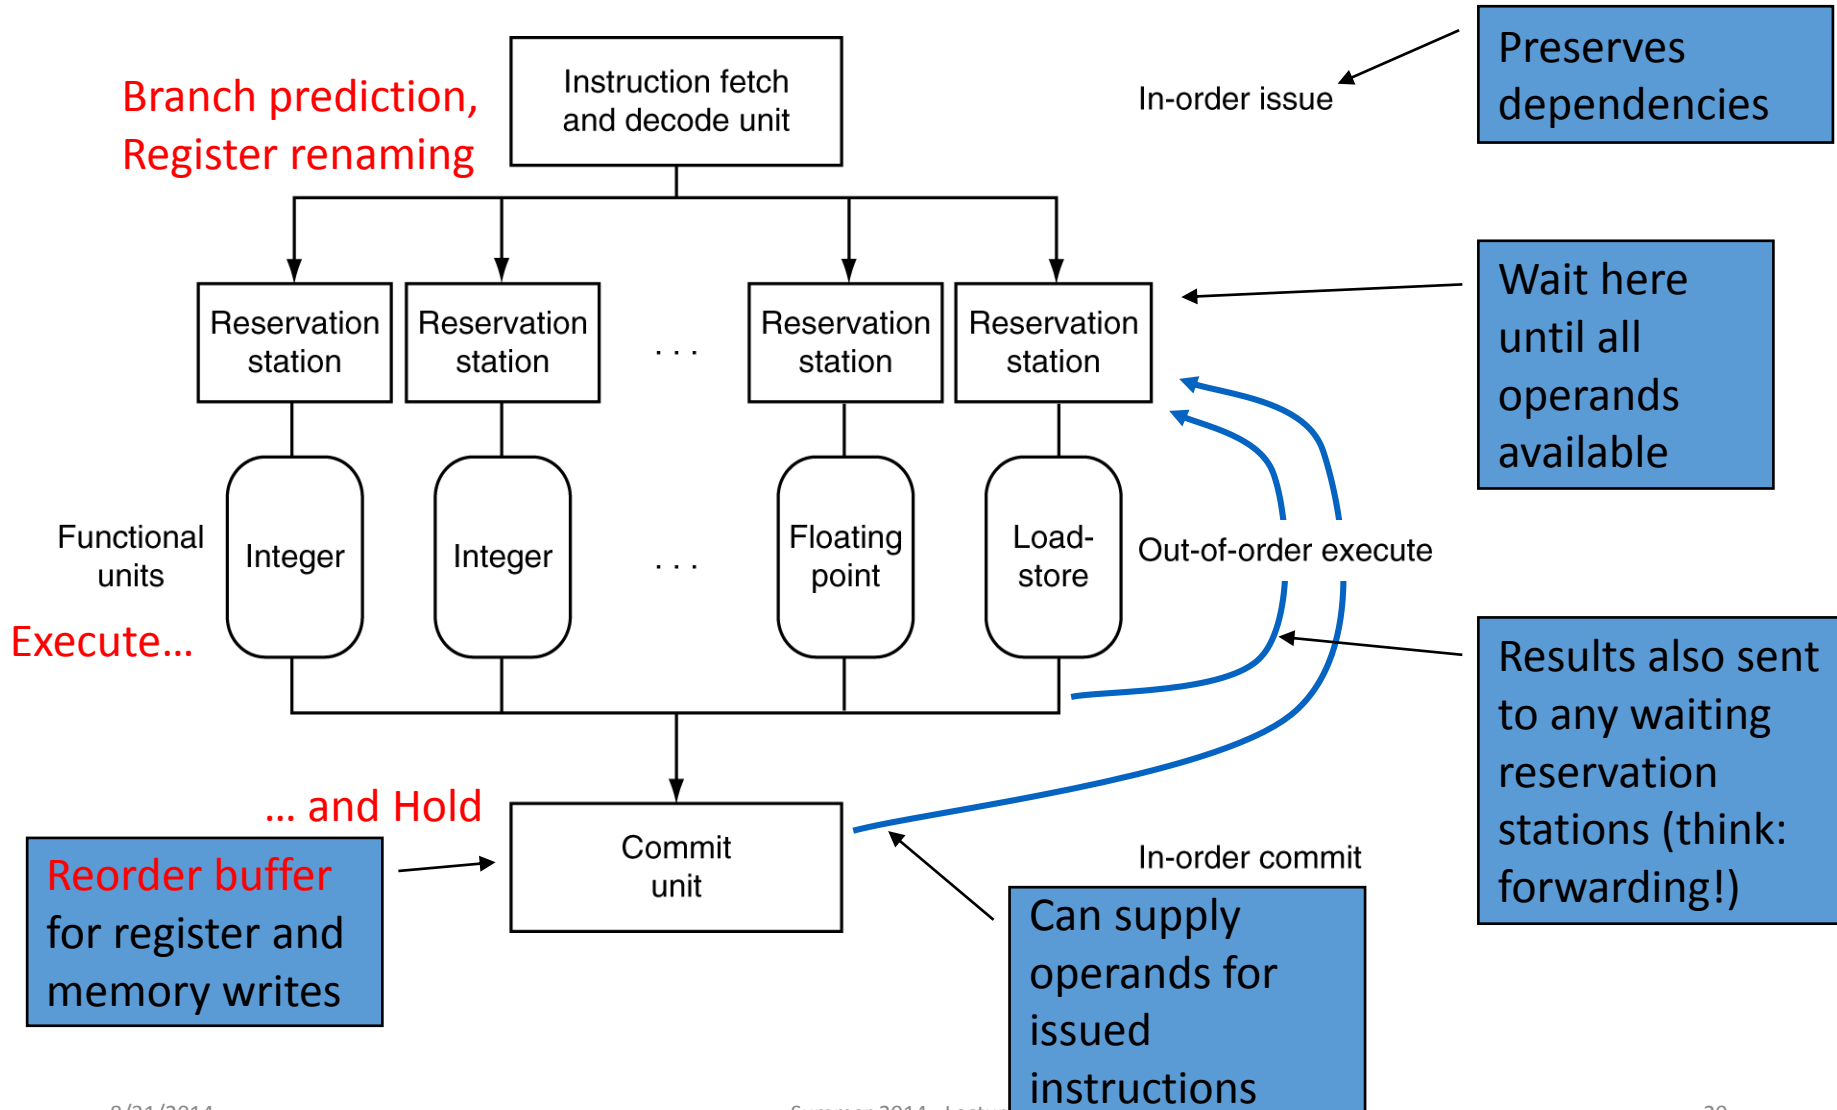 Branch prediction,
Register renaming
Instruction fetch
and decode unit
In-order issue
Preserves
dependencies
Reservation
station
Reservation
station
. . .
Reservation
station
Reservation
station
Wait here
until all
operands
available
Functional
units
Integer
Integer
. . .
Floating
point
Load-
store
Out-of-order execute
Execute...
Results also sent
to any waiting
reservation
stations (think:
forwarding!)
... and Hold
Commit
unit
In-order commit
Reorder buffer
for register and
memory writes
Can supply
operands for
issued
instructions